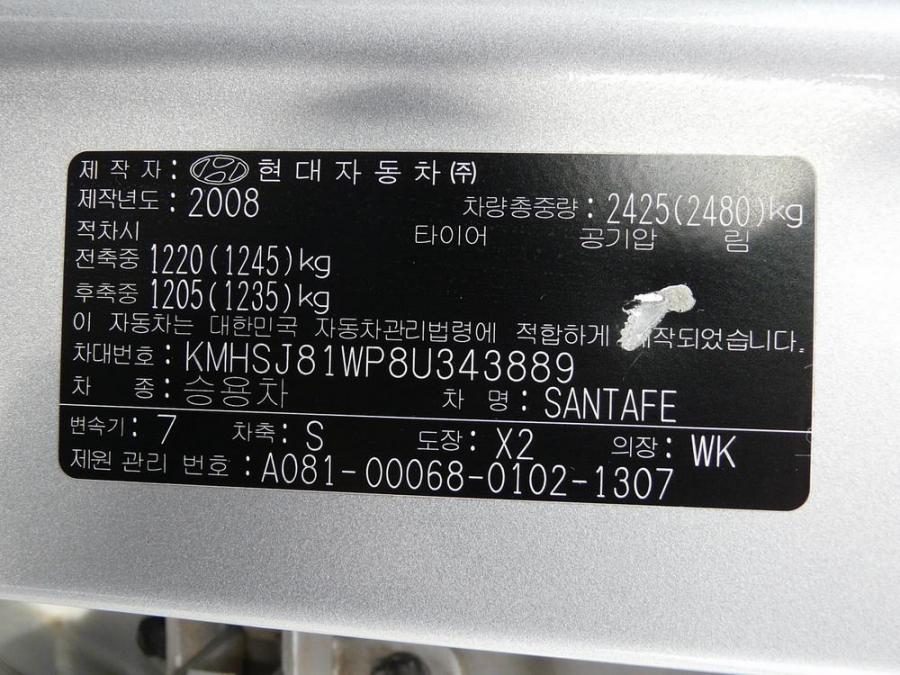 제 작 자 : 현 대 자 동 차 ㈜
제작년도 : 2008 차량총중량 : 2425(2480)kg
적차시 타이어 공기압 림
전축중 1220(1245)kg
후축중 1205(1235)kg
이 자동차는 대한민국 자동차관리법령에 적합하게 제작되었습니다.
차대번호 : KMHSJ81WP8U343889
차 종 : 승용차 차 명 : SANTAFE
변속기 : 7 차축 : S 도장 : X2 의장 : WK
제원 관리 번호 : A081-00068-0102-1307